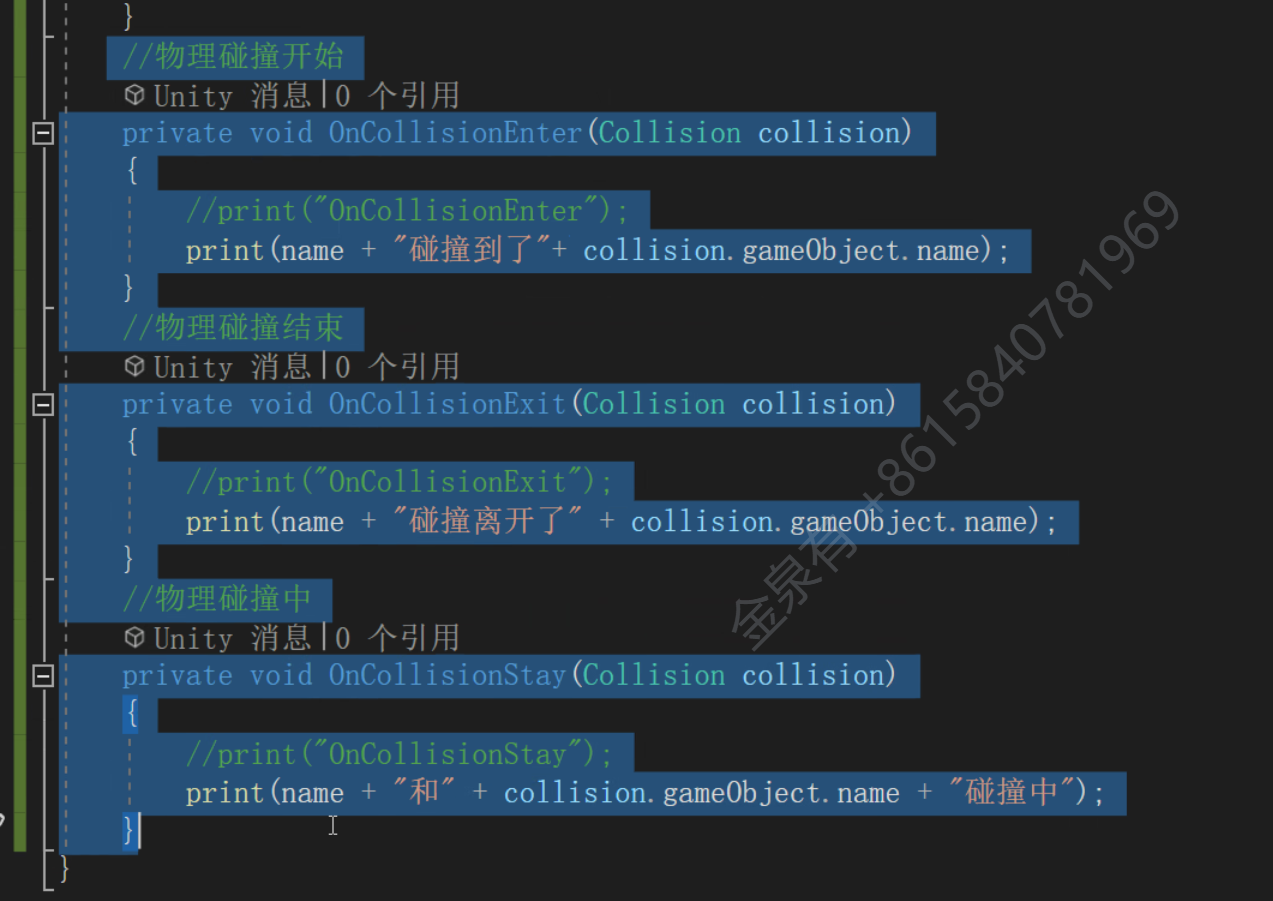 }
//物理碰撞开始
Unity 消息|0 个引用
private void OnCollisionEnter(Collision collision)
{
//print("OnCollisionEnter");
print(name + "碰撞到了"+ collision.gameObject.name);
}
//物理碰撞结束
Unity 消息|0 个引用
private void OnCollisionExit(Collision collision)
{
//print("OnCollisionExit");
print(name + "碰撞离开了" + collision.gameObject.name);
}
//物理碰撞中
Unity 消息|0 个引用
private void OnCollisionStay(Collision collision)
{
//print("OnCollisionStay");
print(name + "和" + collision.gameObject.name + "碰撞中");
}
}
金泉有 +8615840781969